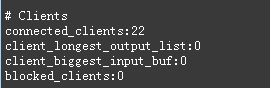 # Clients
connected_clients:22
client_longest_output_list:0
client_biggest_input_buf:0
blocked_clients:0